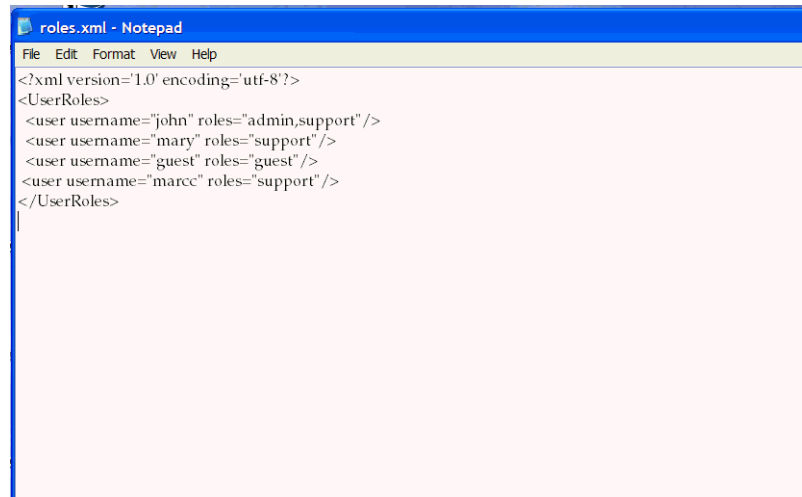 roles.xml - Notepad
File Edit Format View Help
<?xml version='1.0' encoding='utf-8'?>
<UserRoles>
<user username="john" roles="admin,support"/>
<user username="mary" roles="support"/>
<user username="guest" roles="guest"/>
<user username="marcc" roles="support"/>
</UserRoles>